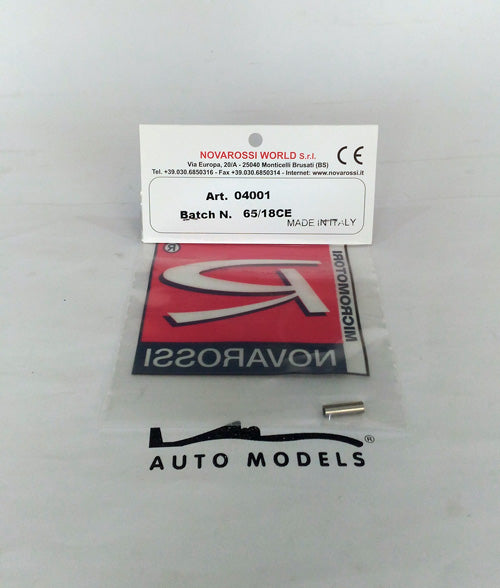 NOVAROSSI WORLD S.r.l.
Via Europa, 20/A - 25040 Monticelli Brusati (BS)
Tel. +39.030.6850316 - Fax +39.030.6850314 - Internet: www.novarossi.it
CE
Art. 04001
Batch N. 65/18CE
MADE IN ITALY
®
MICROMOTORI
NOVAROSSI
®
AUTO MODELS